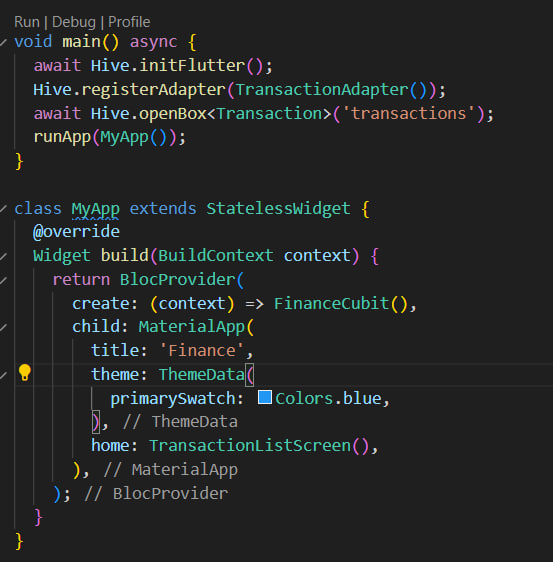 Run | Debug | Profile
void main() async {
  await Hive.initFlutter();
  Hive.registerAdapter(TransactionAdapter());
  await Hive.openBox<Transaction>('transactions');
  runApp(MyApp());
}

class MyApp extends StatelessWidget {
  @override
  Widget build(BuildContext context) {
    return BlocProvider(
      create: (context) => FinanceCubit(),
      child: MaterialApp(
        title: 'Finance',
        theme: ThemeData(
          primarySwatch: Colors.blue,
        ), // ThemeData
        home: TransactionListScreen(),
      ), // MaterialApp
    ); // BlocProvider
  }
}